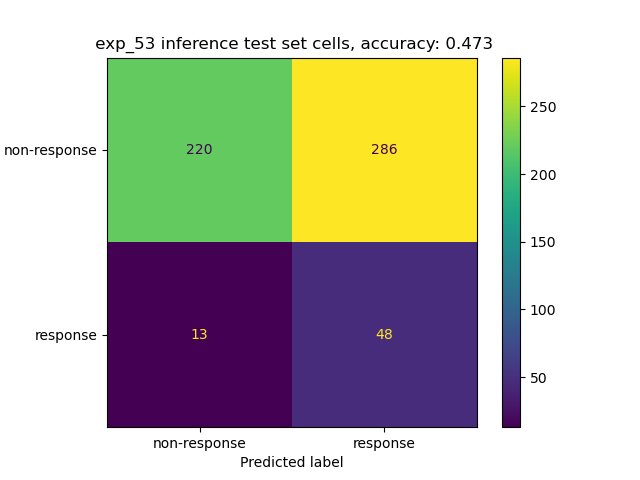 exp_53 inference test set cells, accuracy: 0.473
non-response
220
286
response
13
48
non-response
response
Predicted label
250
200
150
100
50